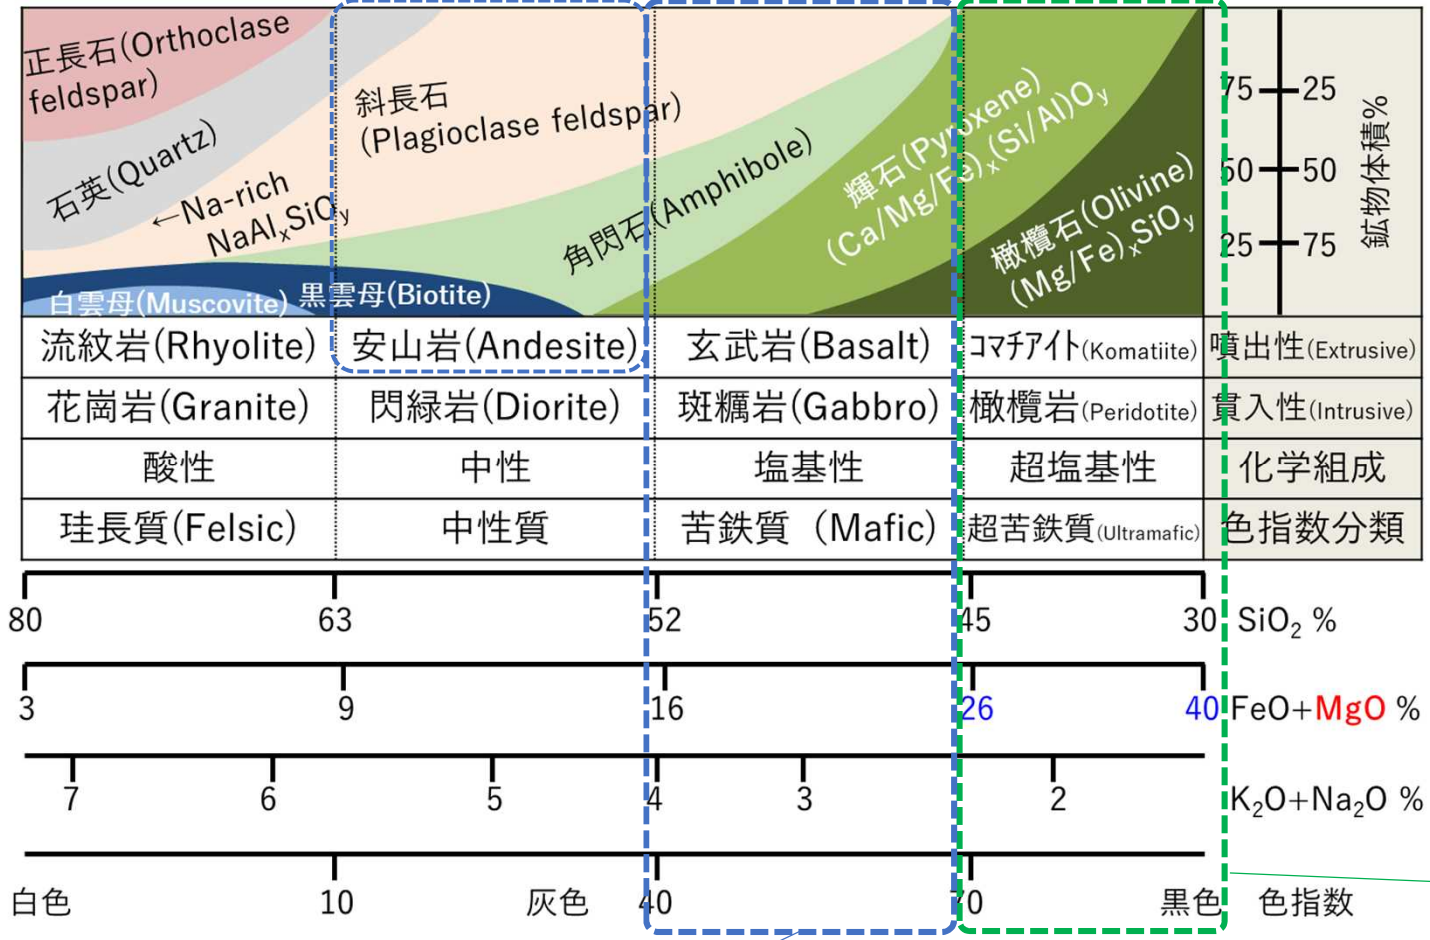 正長石(Orthoclase
feldspar)
石英(Quartz)
←Na-rich
NaAlₓSiOᵧ
斜長石
(Plagioclase feldspar)
角閃石(Amphibole)
輝石(Pyroxene)
(Ca/Mg/Fe)ₓ(Si/Al)Oᵧ
橄欖石(Olivine)
(Mg/Fe)ₓSiOᵧ
白雲母(Muscovite)
黒雲母(Biotite)
75 25
50 50
25 75
鉱物体積%
流紋岩(Rhyolite) 安山岩(Andesite) 玄武岩(Basalt) コマチアイト(Komatiite) 噴出性(Extrusive)
花崗岩(Granite) 閃緑岩(Diorite) 斑糲岩(Gabbro) 橄欖岩(Peridotite) 貫入性(Intrusive)
酸性 中性 塩基性 超塩基性 化学組成
珪長質(Felsic) 中性質 苦鉄質（Mafic) 超苦鉄質(Ultramafic) 色指数分類
80 63 52 45 30 SiO₂ %
3 9 16 26 40 FeO+MgO %
7 6 5 4 3 2 K₂O+Na₂O %
白色 10 灰色 40 70 黒色 色指数